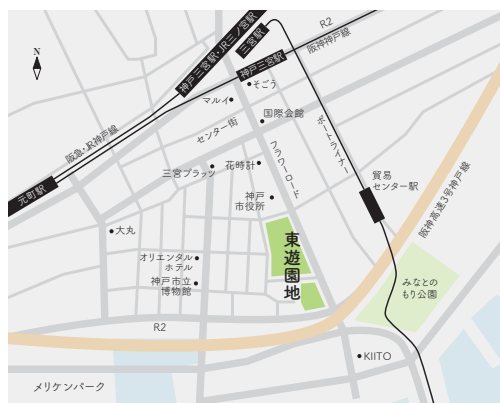 N
神戸三宮駅・JR三ノ宮駅
三宮駅
R2
阪神神戸線
神戸三宮駅
そごう
マルイ
国際会館
センター街
ポートライナー
阪急・JR神戸線
フラワーロード
三宮プラッツ
花時計
元町駅
神戸
市役所
貿易
センター駅
阪神高速3号神戸線
大丸
東遊園地
オリエンタル
ホテル
神戸市立
博物館
みなとの
もり公園
R2
KIITO
メリケンパーク